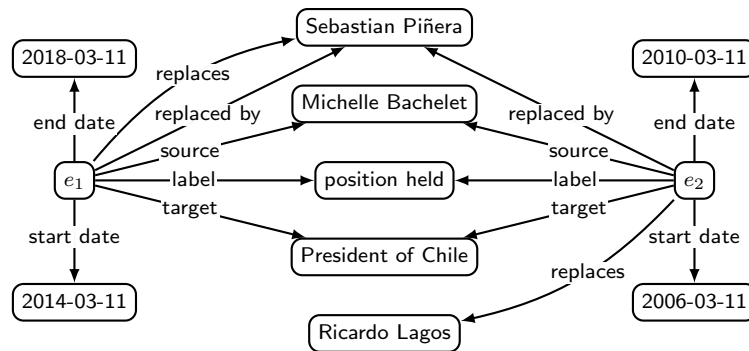 Sebastian Piñera
2018-03-11
2010-03-11
replaces
Michelle Bachelet
replaced by
replaced by
end date
end date
source
source
e1
label
position held
label
e2
target
target
start date
start date
President of Chile
replaces
2014-03-11
2006-03-11
Ricardo Lagos